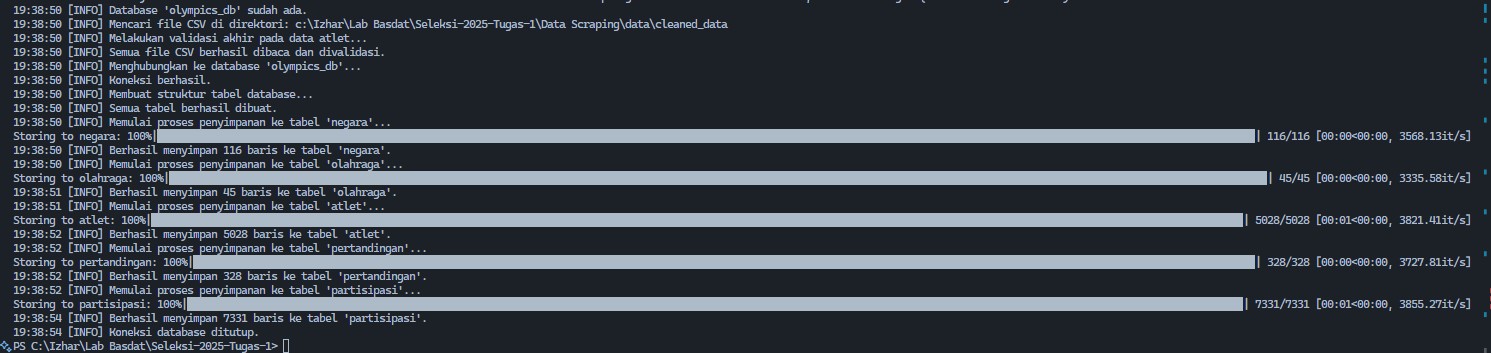 19:38:50 [INFO] Database 'olympics_db' sudah ada.
19:38:50 [INFO] Mencari file CSV di direktori: c:\Izhar\Lab Basdat\Seleksi-2025-Tugas-1\Data Scraping\data\cleaned_data
19:38:50 [INFO] Melakukan validasi akhir pada data atlet...
19:38:50 [INFO] Semua file CSV berhasil dibaca dan divalidasi.
19:38:50 [INFO] Menghubungkan ke database 'olympics_db'...
19:38:50 [INFO] Koneksi berhasil.
19:38:50 [INFO] Membuat struktur tabel database...
19:38:50 [INFO] Semua tabel berhasil dibuat.
19:38:50 [INFO] Memulai proses penyimpanan ke tabel 'negara'...
Storing to negara: 100%| | 116/116 [00:00<00:00, 3568.13it/s]
19:38:50 [INFO] Berhasil menyimpan 116 baris ke tabel 'negara'.
19:38:50 [INFO] Memulai proses penyimpanan ke tabel 'olahraga'...
Storing to olahraga: 100%| | 45/45 [00:00<00:00, 3335.58it/s]
19:38:51 [INFO] Berhasil menyimpan 45 baris ke tabel 'olahraga'.
19:38:51 [INFO] Memulai proses penyimpanan ke tabel 'atlet'...
Storing to atlet: 100%| | 5028/5028 [00:01<00:00, 3821.41it/s]
19:38:52 [INFO] Berhasil menyimpan 5028 baris ke tabel 'atlet'.
19:38:52 [INFO] Memulai proses penyimpanan ke tabel 'pertandingan'...
Storing to pertandingan: 100%| | 328/328 [00:00<00:00, 3727.81it/s]
19:38:52 [INFO] Berhasil menyimpan 328 baris ke tabel 'pertandingan'.
19:38:52 [INFO] Memulai proses penyimpanan ke tabel 'partisipasi'...
Storing to partisipasi: 100%| | 7331/7331 [00:01<00:00, 3855.27it/s]
19:38:54 [INFO] Berhasil menyimpan 7331 baris ke tabel 'partisipasi'.
19:38:54 [INFO] Koneksi database ditutup.
PS C:\Izhar\Lab Basdat\Seleksi-2025-Tugas-1>